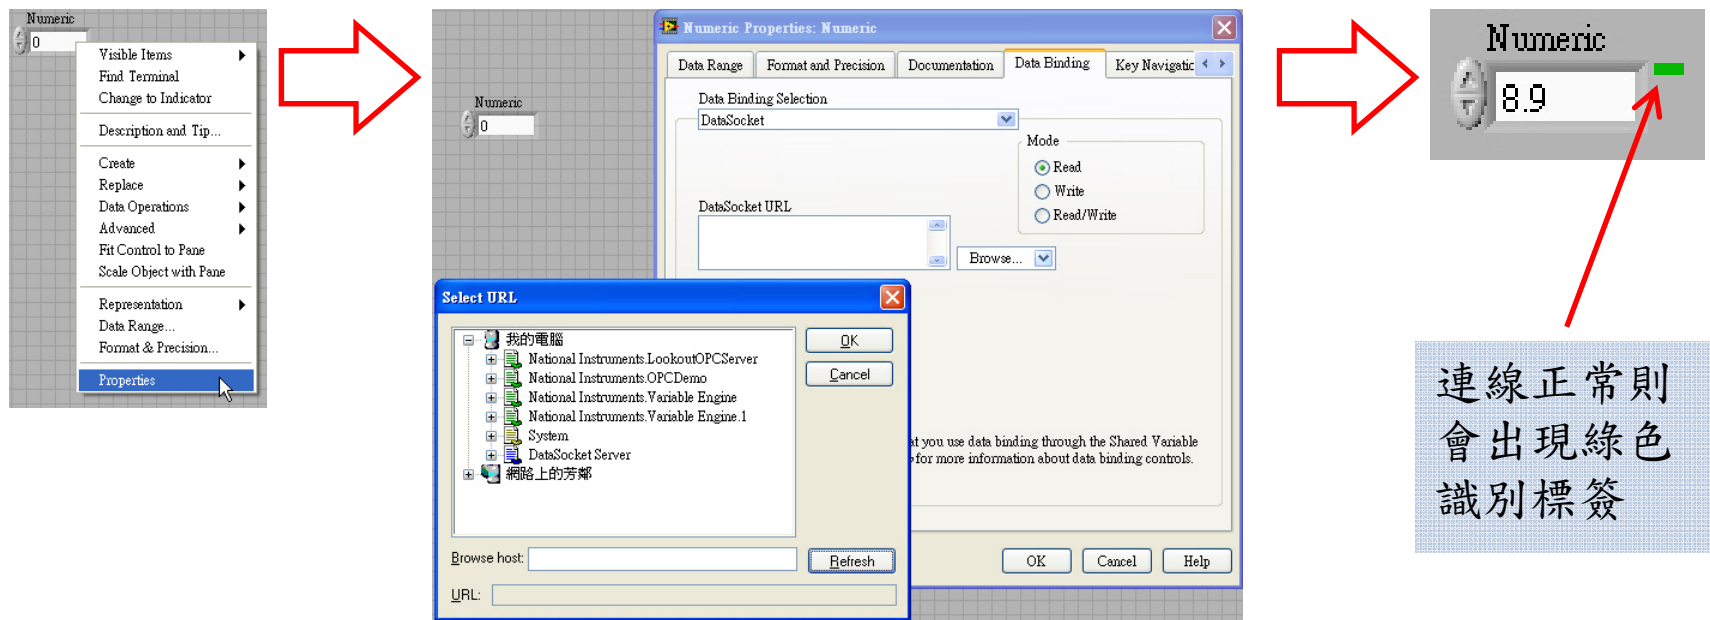 Numeric
0
Visible Items
Find Terminal
Change to Indicator
Description and Tip...
Create
Replace
Data Operations
Advanced
Fit Control to Pane
Scale Object with Pane
Representation
Data Range...
Format & Precision...
Properties
Numeric
0
Numeric Properties: Numeric
Data Range
Format and Precision
Documentation
Data Binding
Key Navigatic
Data Binding Selection
DataSocket
Mode
Read
Write
Read/Write
DataSocket URL
Browse...
at you use data binding through the Shared Variable
for more information about data binding controls.
OK
Cancel
Help
Select URL
我的電腦
National Instruments.LookoutOPCServer
National Instruments.OPCDemo
National Instruments.Variable Engine
National Instruments.Variable Engine.1
System
DataSocket Server
網路上的芳鄰
OK
Cancel
Browse host:
Refresh
URL:
Numeric
8.9
連線正常則
會出現綠色
識別標簽